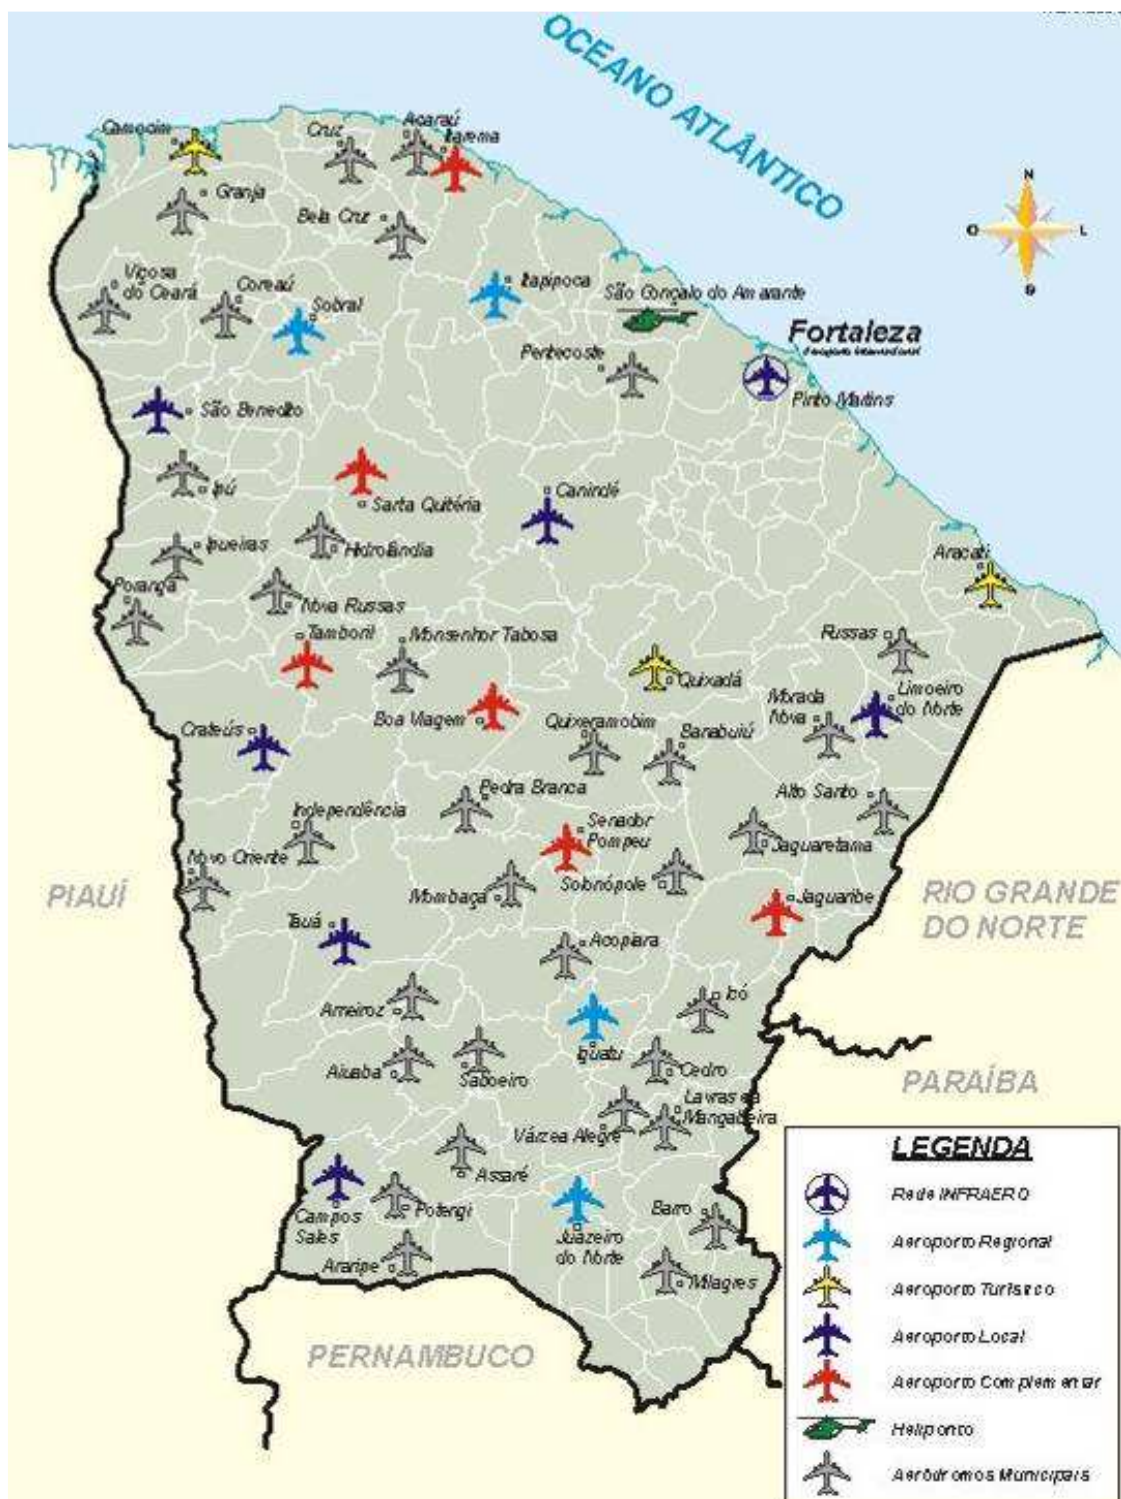 OCEANO ATLÂNTICO
Camocim
Cruz
Acaraú
Itarema
Granja
Bela Cruz
N
O
L
S
Viçosa
do Ceará
Coreaú
Sobral
Itapipoca
São Gonçalo do Amarante
Fortaleza
Aeroporto Internacional
Pentecoste
Pinto Martins
São Benedito
Ipú
Santa Quitéria
Canindé
Ipueiras
Hidrolândia
Aracati
Poranga
Nova Russas
Tamboril
Monsenhor Tabosa
Russas
Quixadá
Limoeiro
do Norte
Morada
Nova
Boa Viagem
Crateús
Quixeramobim
Banabuiú
Pedra Branca
Alto Santo
Independência
Senador
Pompeu
Jaguaretama
Novo Oriente
Mombaça
Solonópole
Jaguaribe
PIAUÍ
RIO GRANDE
DO NORTE
Tauá
Acopiara
Arneiroz
Icó
Iguatu
Aiuaba
Saboeiro
Cedro
PARAÍBA
Lavras da
Mangabeira
Várzea Alegre
Assaré
Campos
Sales
Potengi
Juazeiro
do Norte
Barro
Araripe
Milagres
PERNAMBUCO
LEGENDA
Rede INFRAERO
Aeroporto Regional
Aeroporto Turístico
Aeroporto Local
Aeroporto Complementar
Heliponto
Aeródromos Municipais